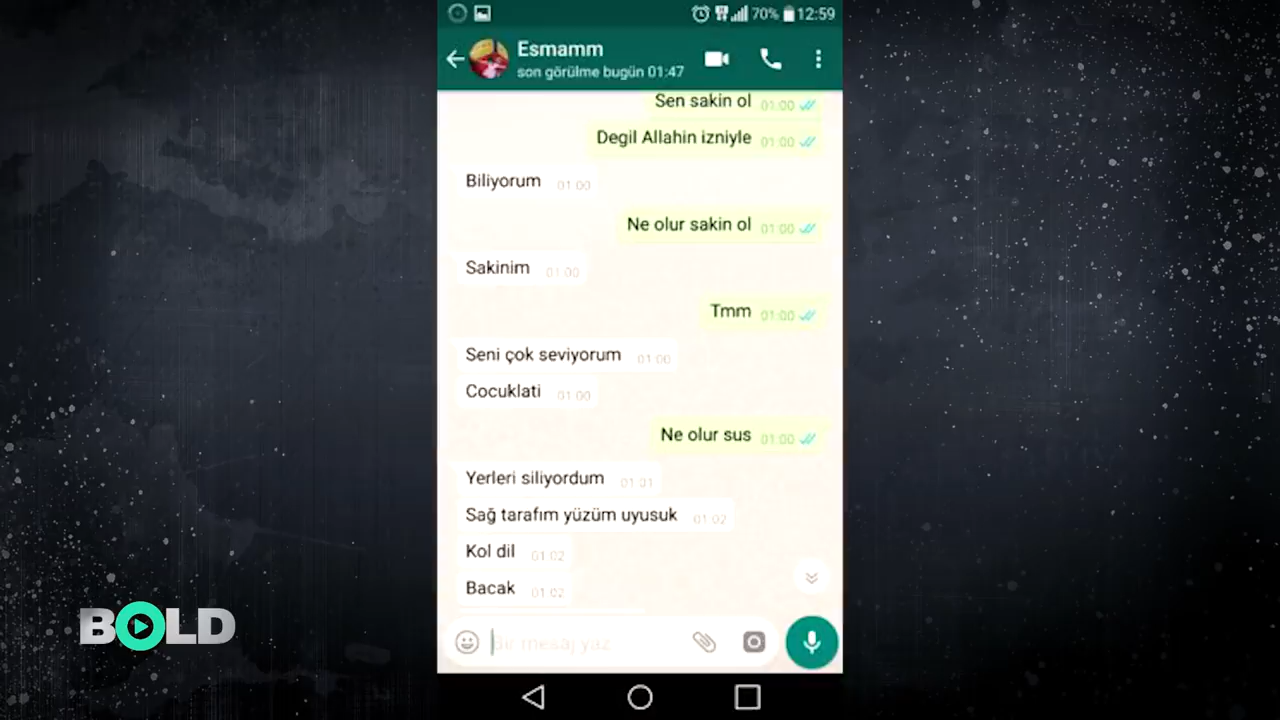 70% 12:59
Esmamm
son görülme bugün 01:47
Sen sakin ol 01:00
Degil Allahin izniyle 01:00
Biliyorum 01:00
Ne olur sakin ol 01:00
Sakinim 01:00
Tmm 01:00
Seni çok seviyorum 01:00
Cocuklati 01:00
Ne olur sus 01:00
Yerleri siliyordum 01:01
Sağ tarafım yüzüm uyusuk 01:02
Kol dil 01:02
Bacak 01:02
Bir mesaj yaz
BOLD